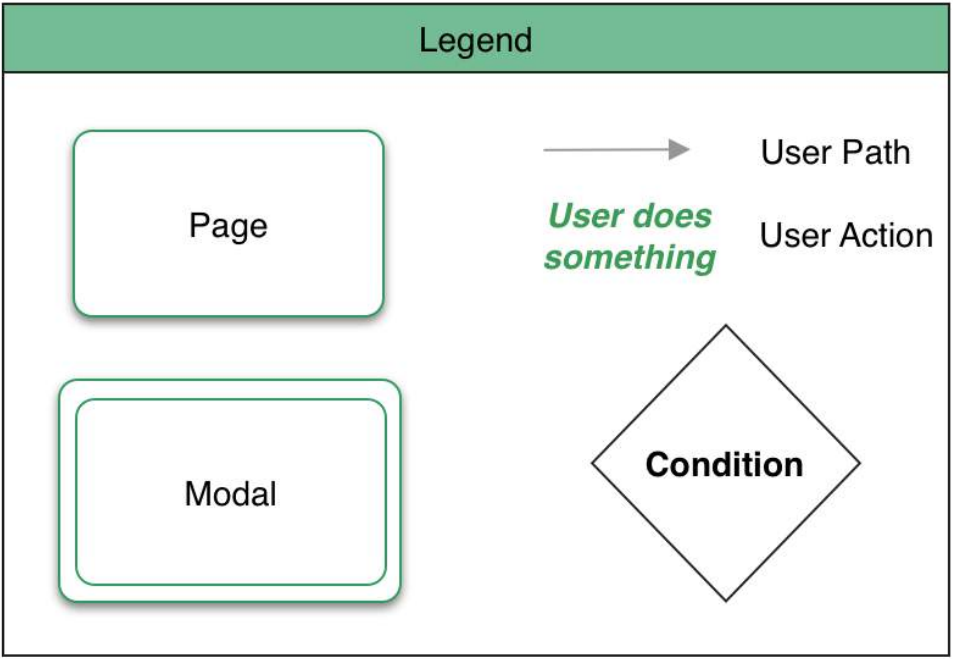 Legend
Page
User Path
User does
something
User Action
Modal
Condition